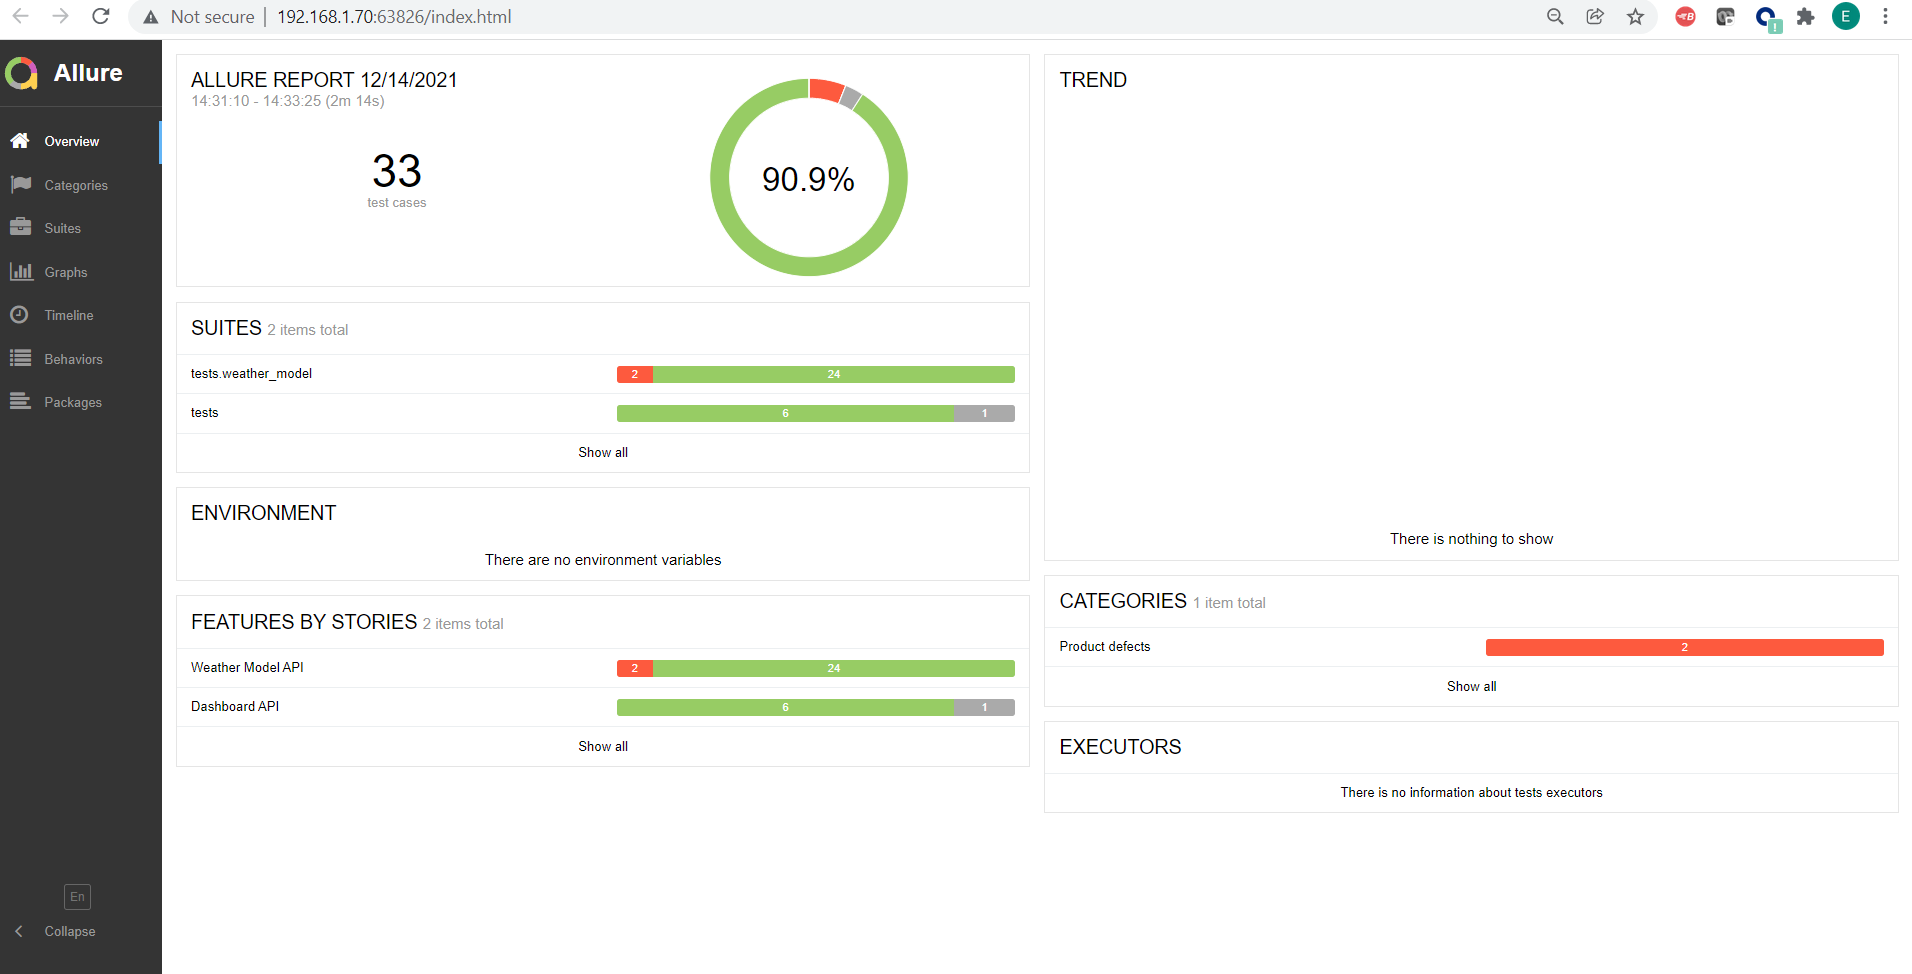 Not secure | 192.168.1.70:63826/index.html
E
Allure
Overview
Categories
Suites
Graphs
Timeline
Behaviors
Packages
En
Collapse
ALLURE REPORT 12/14/2021
14:31:10 - 14:33:25 (2m 14s)
33
test cases
90.9%
SUITES 2 items total
tests.weather_model 2 24
tests 6 1
Show all
ENVIRONMENT
There are no environment variables
FEATURES BY STORIES 2 items total
Weather Model API 2 24
Dashboard API 6 1
Show all
TREND
There is nothing to show
CATEGORIES 1 item total
Product defects 2
Show all
EXECUTORS
There is no information about tests executors